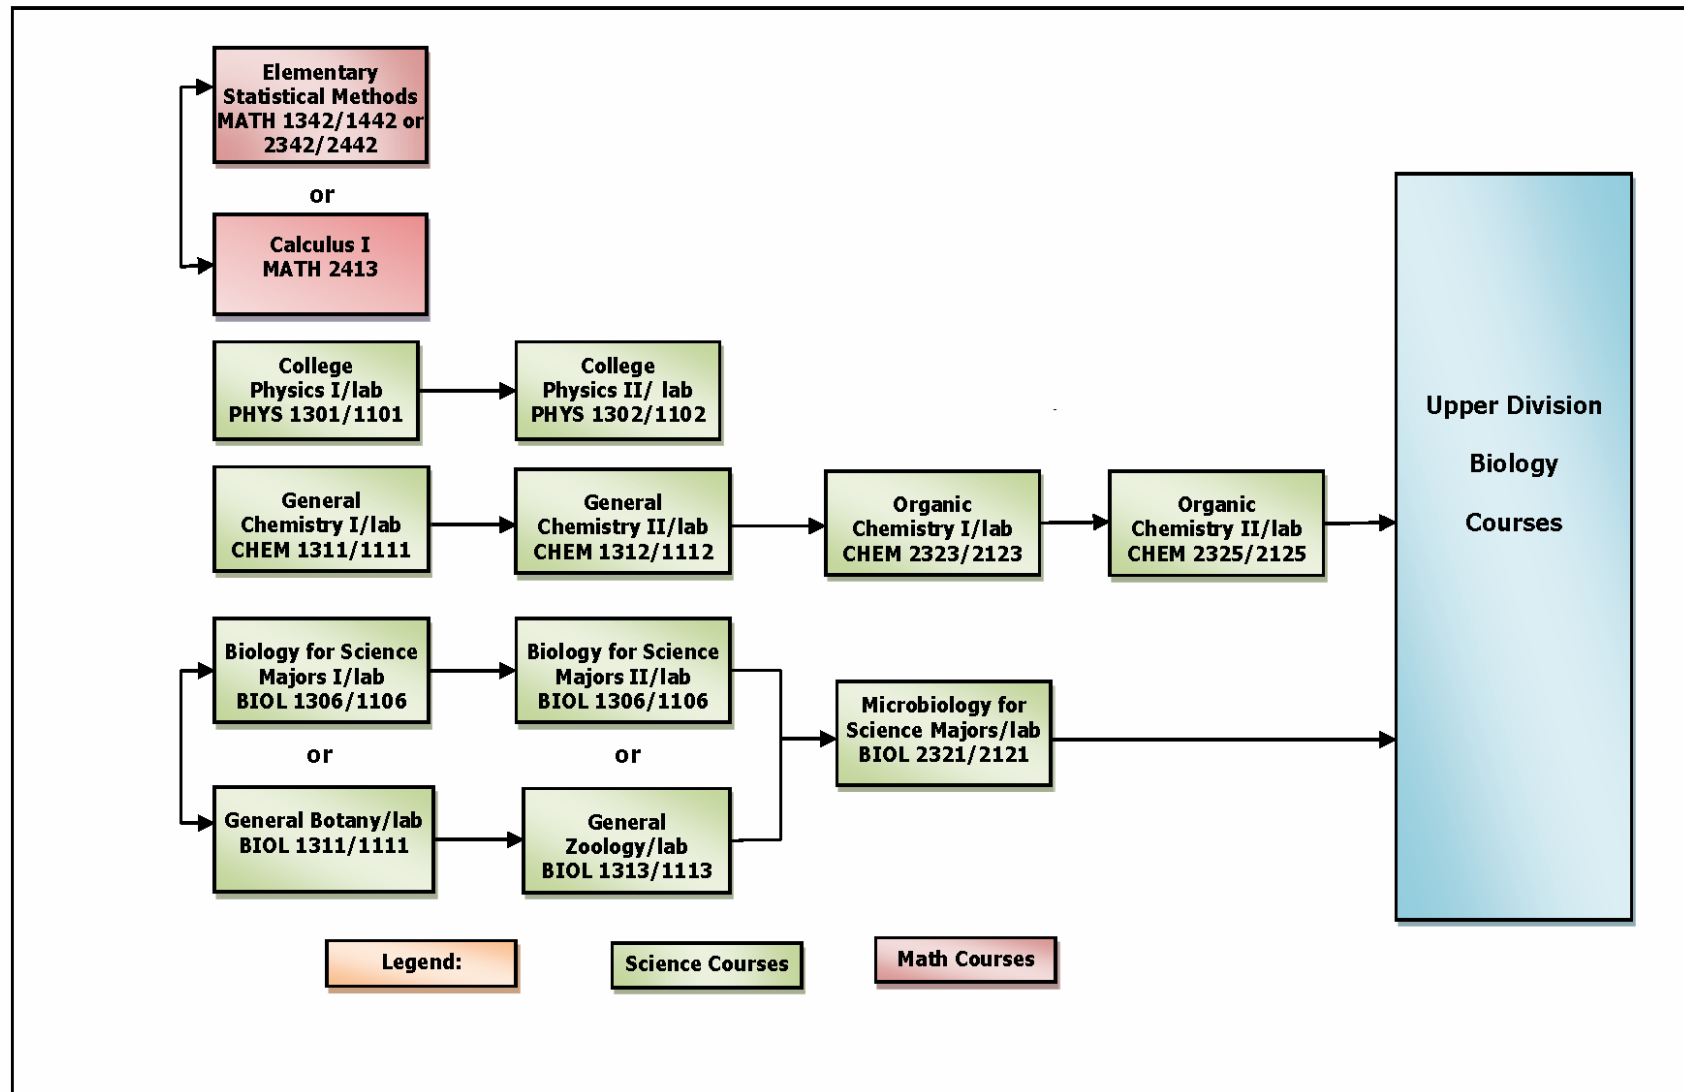 Elementary
Statistical Methods
MATH 1342/1442 or
2342/2442
or
Calculus I
MATH 2413
College
Physics I/lab
PHYS 1301/1101
College
Physics II/ lab
PHYS 1302/1102
General
Chemistry I/lab
CHEM 1311/1111
General
Chemistry II/lab
CHEM 1312/1112
Organic
Chemistry I/lab
CHEM 2323/2123
Organic
Chemistry II/lab
CHEM 2325/2125
Upper Division
Biology
Courses
Biology for Science
Majors I/lab
BIOL 1306/1106
or
General Botany/lab
BIOL 1311/1111
Biology for Science
Majors II/lab
BIOL 1306/1106
or
General
Zoology/lab
BIOL 1313/1113
Microbiology for
Science Majors/lab
BIOL 2321/2121
Legend:
Science Courses
Math Courses